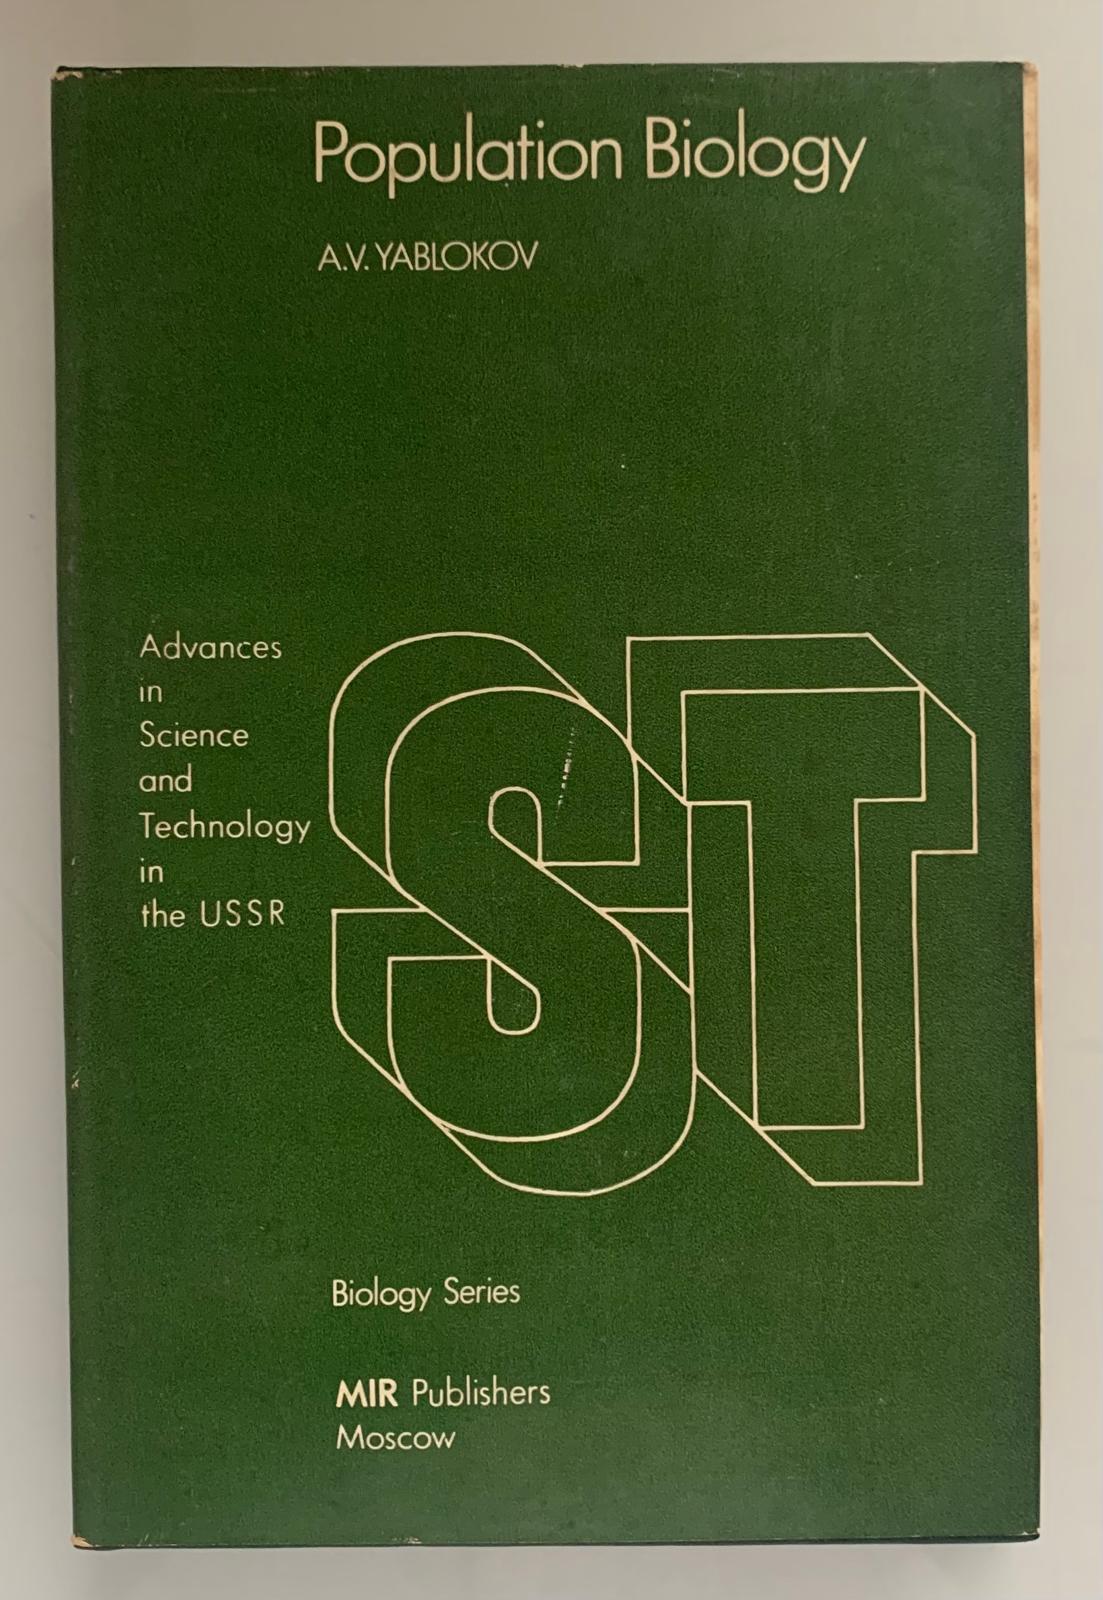 Population Biology
A.V. YABLOKOV
Advances
in
Science
and
Technology
in
the USSR
ST
Biology Series
MIR Publishers
Moscow